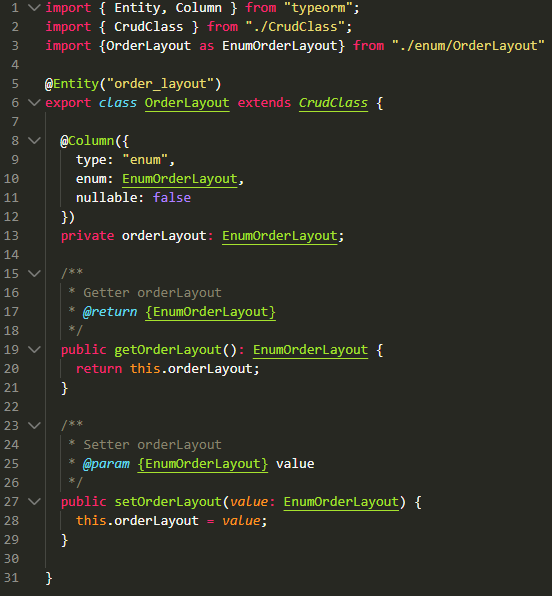 1 import { Entity, Column } from "typeorm";
2 import { CrudClass } from "./CrudClass";
3 import {OrderLayout as EnumOrderLayout} from "./enum/OrderLayout"
4
5 @Entity("order_layout")
6 export class OrderLayout extends CrudClass {
7
8 @Column({
9 type: "enum",
10 enum: EnumOrderLayout,
11 nullable: false
12 })
13 private orderLayout: EnumOrderLayout;
14
15 /**
16 * Getter orderLayout
17 * @return {EnumOrderLayout}
18 */
19 public getOrderLayout(): EnumOrderLayout {
20 return this.orderLayout;
21 }
22
23 /**
24 * Setter orderLayout
25 * @param {EnumOrderLayout} value
26 */
27 public setOrderLayout(value: EnumOrderLayout) {
28 this.orderLayout = value;
29 }
30
31 }